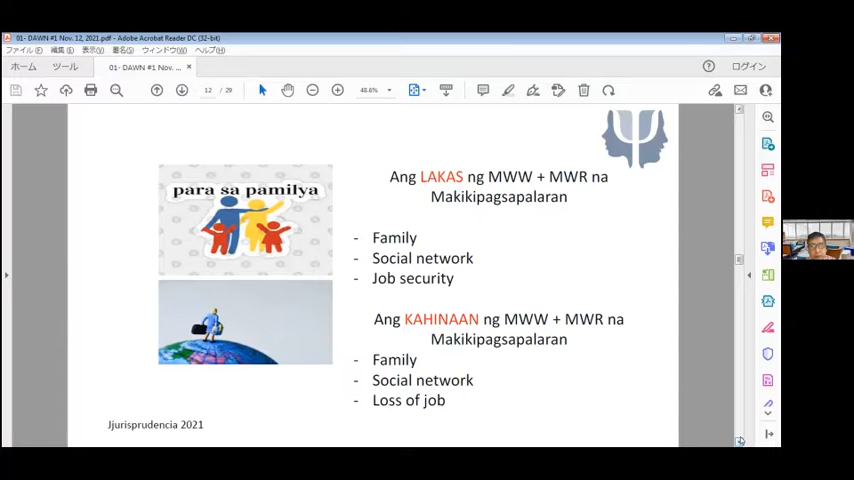 01- DAWN #1 Nov. 12, 2021.pdf - Adobe Acrobat Reader DC (32-bit)
ファイル(F) 編集(E) 表示(V) 署名(S) ウィンドウ(W) ヘルプ(H)
ホーム ツール 01- DAWN #1 Nov. ... × ログイン
12 / 29 48.6%
para sa pamilya
Ang LAKAS ng MWW + MWR na
Makikipagsapalaran
- Family
- Social network
- Job security
Ang KAHINAAN ng MWW + MWR na
Makikipagsapalaran
- Family
- Social network
- Loss of job
Jjurisprudencia 2021